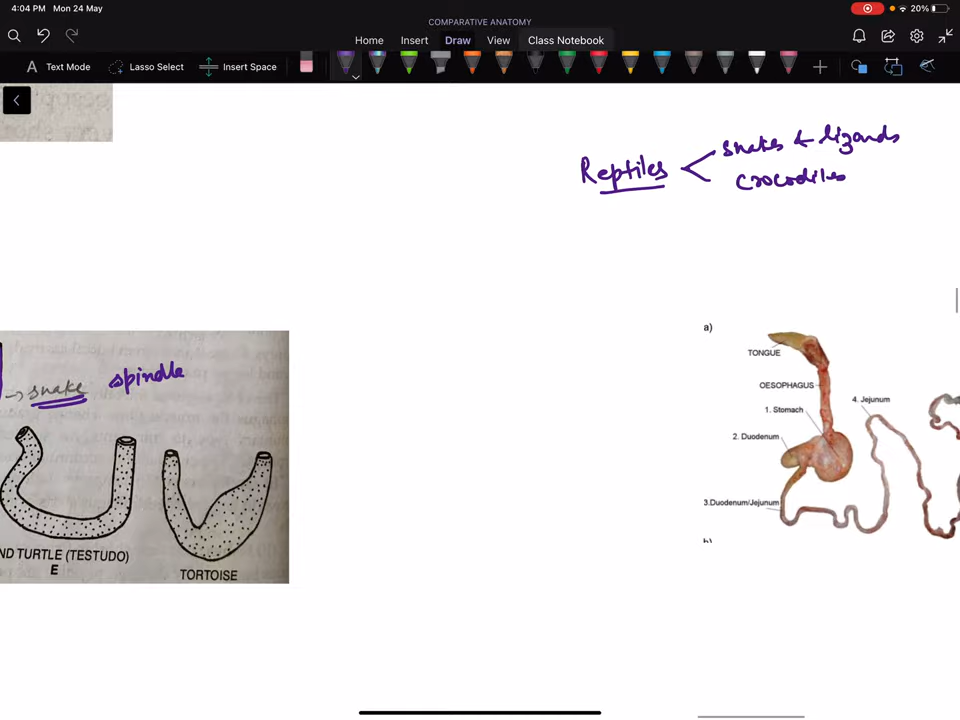 4:04 PM Mon 24 May
20%
COMPARATIVE ANATOMY
Home Insert Draw View Class Notebook
Text Mode Lasso Select Insert Space
Reptiles snakes & lizards
crocodiles
→ snake spindle
ND TURTLE (TESTUDO)
E
TORTOISE
a)
TONGUE
OESOPHAGUS
1. Stomach
4. Jejunum
2. Duodenum
3.Duodenum/Jejunum